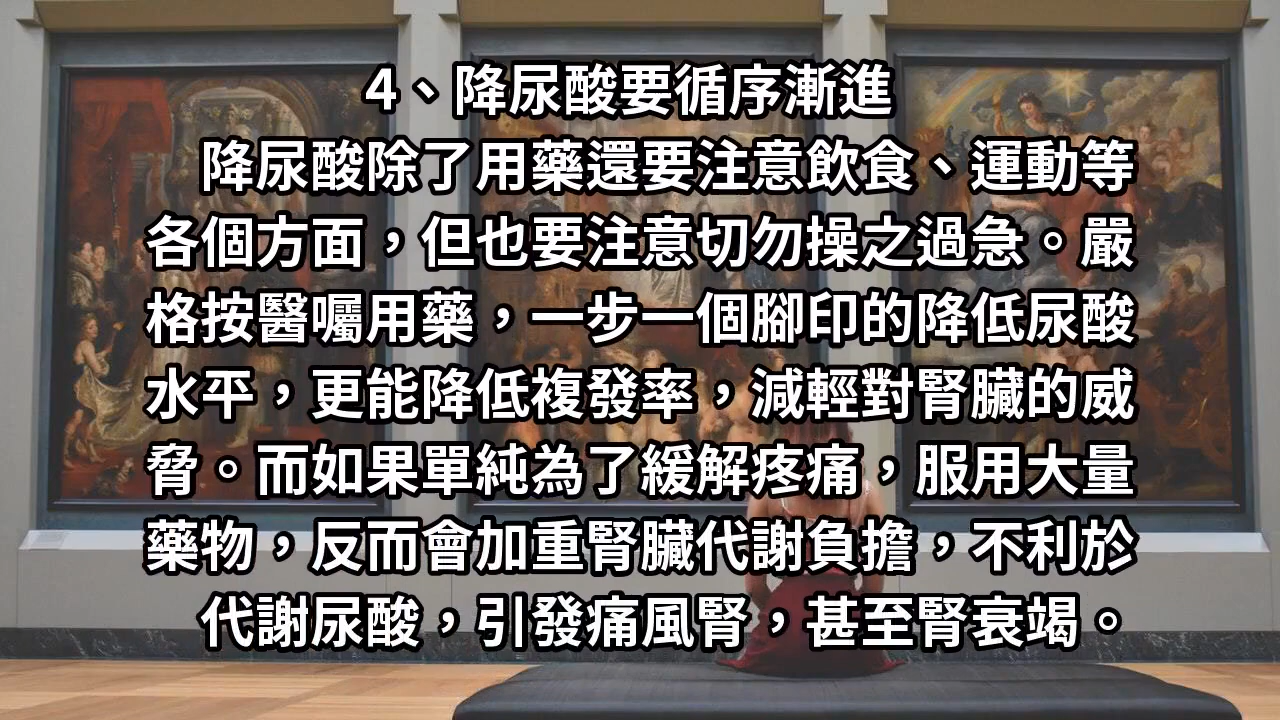 4、降尿酸要循序漸進
降尿酸除了用藥還要注意飲食、運動等
各個方面，但也要注意切勿操之過急。嚴
格按醫囑用藥，一步一個腳印的降低尿酸
水平，更能降低複發率，減輕對腎臟的威
脅。而如果單純為了緩解疼痛，服用大量
藥物，反而會加重腎臟代謝負擔，不利於
代謝尿酸，引發痛風腎，甚至腎衰竭。